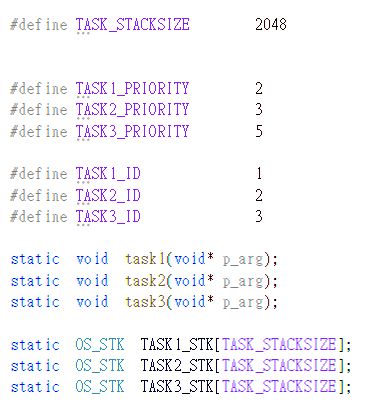 #define TASK_STACKSIZE 2048
#define TASK1_PRIORITY 2
#define TASK2_PRIORITY 3
#define TASK3_PRIORITY 5
#define TASK1_ID 1
#define TASK2_ID 2
#define TASK3_ID 3
static void task1(void* p_arg);
static void task2(void* p_arg);
static void task3(void* p_arg);
static OS_STK TASK1_STK[TASK_STACKSIZE];
static OS_STK TASK2_STK[TASK_STACKSIZE];
static OS_STK TASK3_STK[TASK_STACKSIZE];